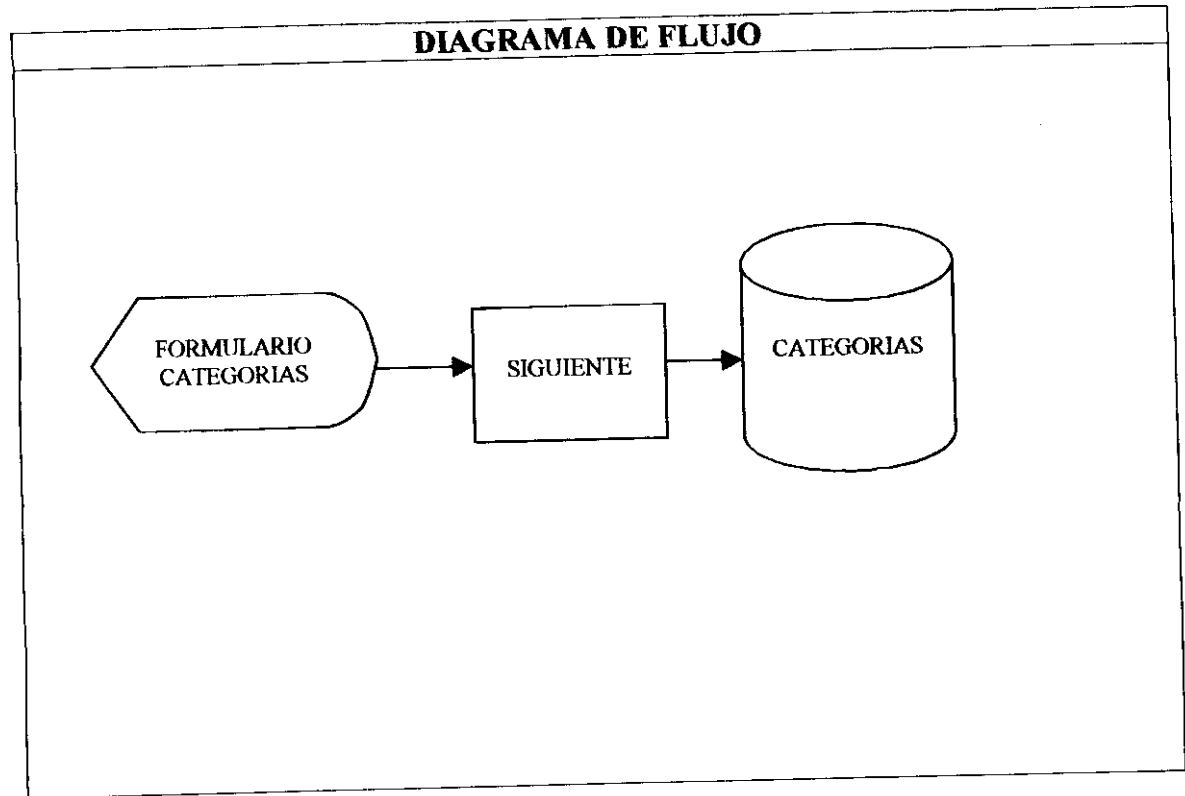 DIAGRAMA DE FLUJO
FORMULARIO
CATEGORIAS
SIGUIENTE
CATEGORIAS